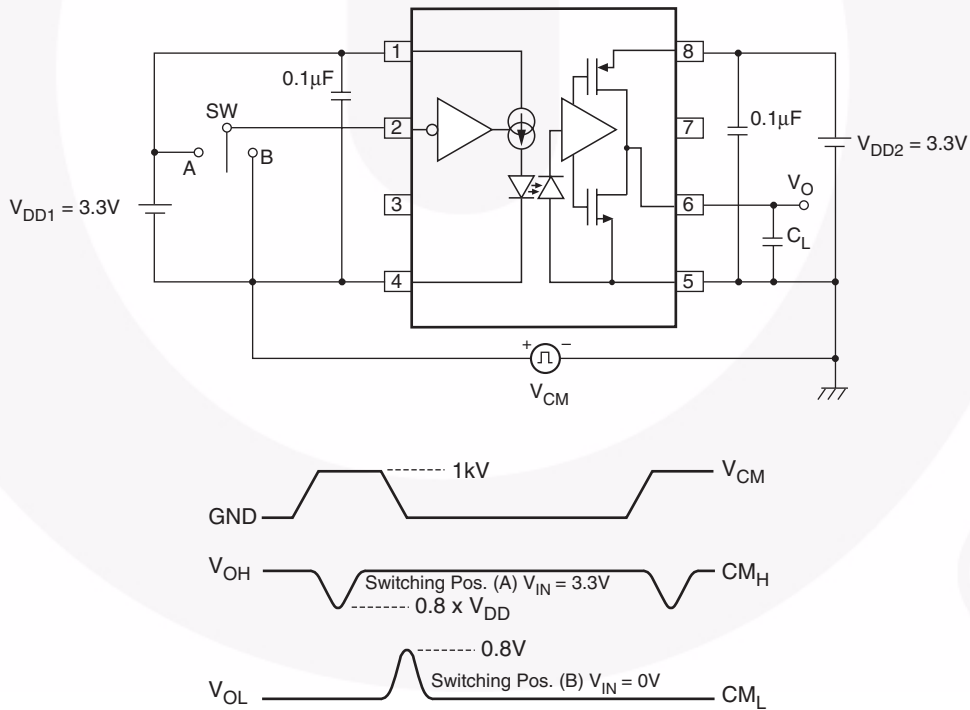 1
8
0.1μF
0.1μF
SW
2
7
A
B
V_DD2 = 3.3V
V_O
V_DD1 = 3.3V
3
6
C_L
4
5
+ −
V_CM
1kV
V_CM
GND
V_OH
CM_H
Switching Pos. (A) V_IN = 3.3V
0.8 x V_DD
0.8V
Switching Pos. (B) V_IN = 0V
V_OL
CM_L